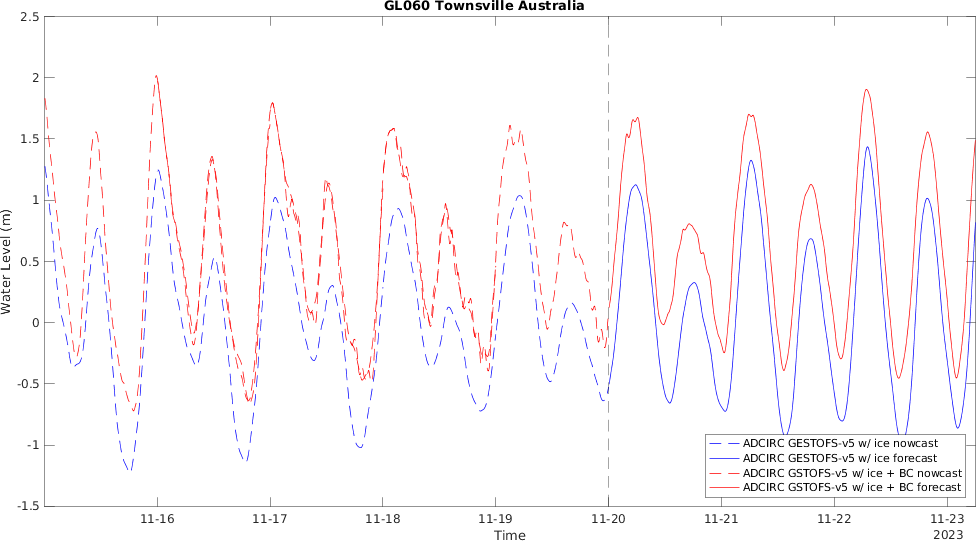 GL060 Townsville Australia
2.5
2
1.5
1
0.5
0
-0.5
-1
-1.5
Water Level (m)
ADCIRC GESTOFS-v5 w/ ice nowcast
ADCIRC GESTOFS-v5 w/ ice forecast
ADCIRC GSTOFS-v5 w/ ice + BC nowcast
ADCIRC GSTOFS-v5 w/ ice + BC forecast
11-16 11-17 11-18 11-19 11-20 11-21 11-22 11-23
Time 2023